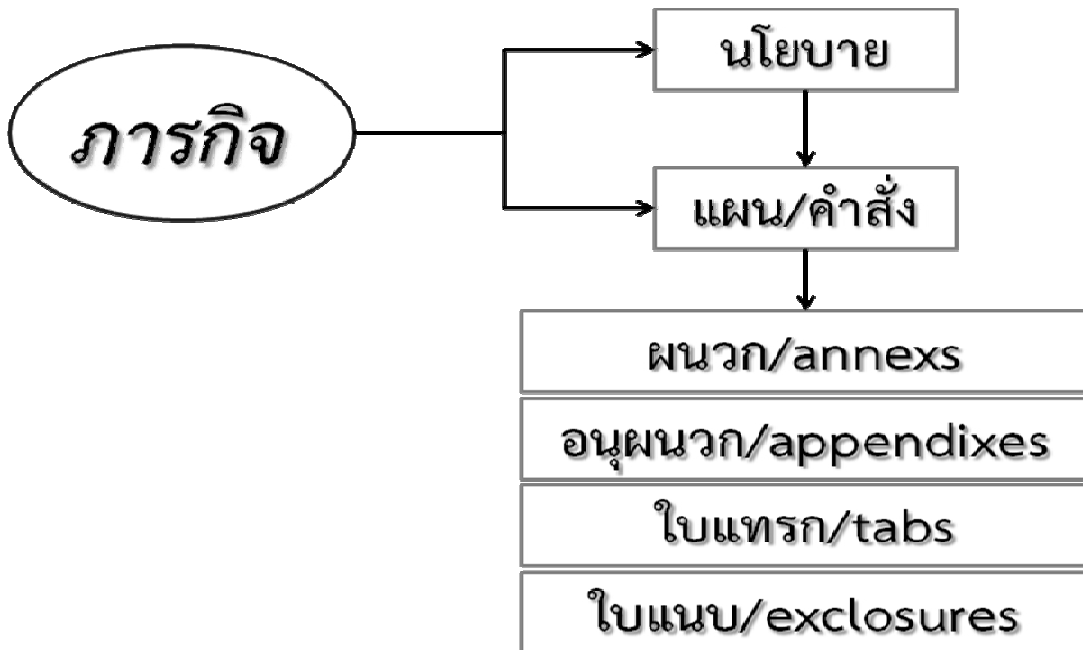 ภารกิจ
นโยบาย
แผน/คำสั่ง
ผนวก/annexs
อนุผนวก/appendixes
ใบแทรก/tabs
ใบแนบ/exclosures